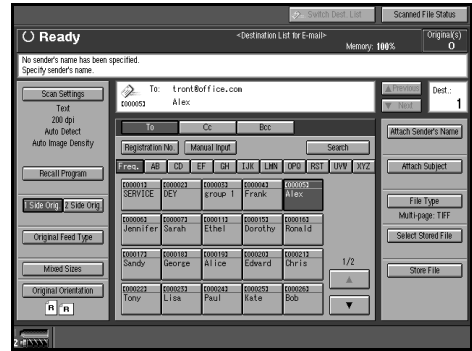 Switch Dest. List
Scanned File Status
Ready
<Destination List for E-mail>
Memory: 100%
Original(s)
0
No sender's name has been specified.
Specify sender's name.
Scan Settings
Text
200 dpi
Auto Detect
Auto Image Density
Recall Program
1 Side Orig. 2 Side Orig.
Original Feed Type
Mixed Sizes
Original Orientation
R R
To: tront@office.com
[00005] Alex
▲ Previous
▼ Next
Dest.:
1
To Cc Bcc
Registration No. Manual Input Search
Freq. AB CD EF GH IJK LMN OPQ RST UVW XYZ
[00001] [00002] [00003] [00004] [00005]
SERVICE DEY group 1 Frank Alex
[00006] [00007] [00011] [00015] [00016]
Jennifer Sarah Ethel Dorothy Ronald
[00017] [00018] [00019] [00020] [00021]
Sandy George Alice Edward Chris
[00022] [00023] [00024] [00025] [00026]
Tony Lisa Paul Kate Bob
1/2
▲
▼
Attach Sender's Name
Attach Subject
File Type
Multi-page: TIFF
Select Stored File
Store File